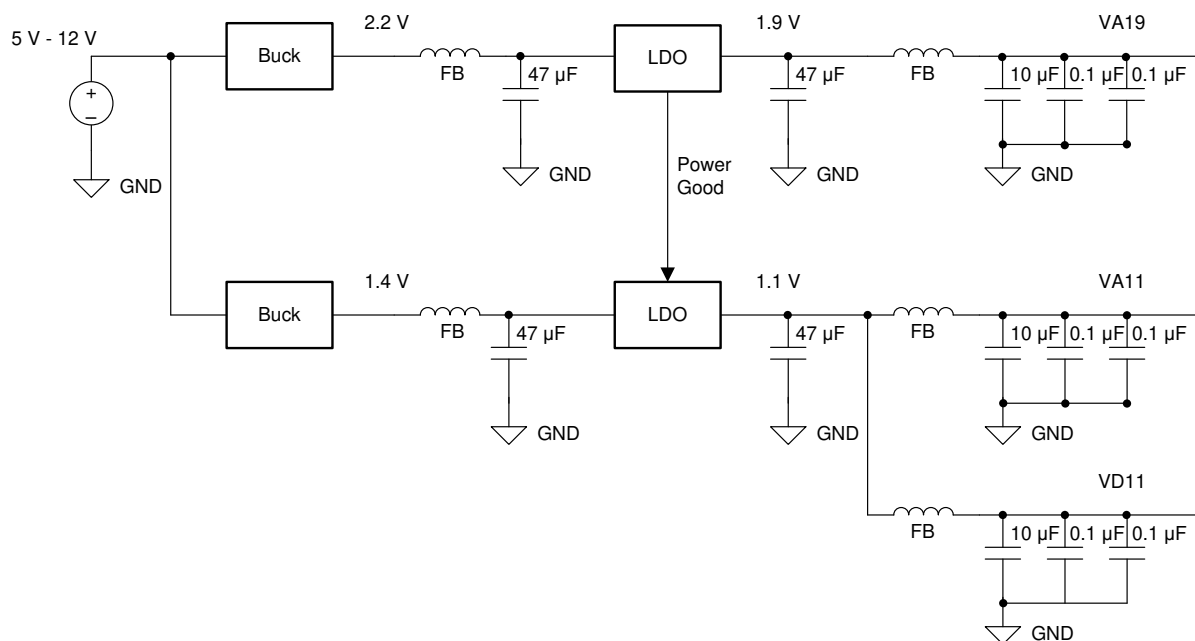 5 V - 12 V
2.2 V
1.9 V
VA19
+
−
Buck
FB
47 µF
LDO
47 µF
FB
10 µF
0.1 µF
0.1 µF
GND
GND
Power
Good
GND
GND
1.4 V
1.1 V
VA11
Buck
FB
47 µF
LDO
47 µF
FB
10 µF
0.1 µF
0.1 µF
GND
GND
GND
VD11
FB
10 µF
0.1 µF
0.1 µF
GND